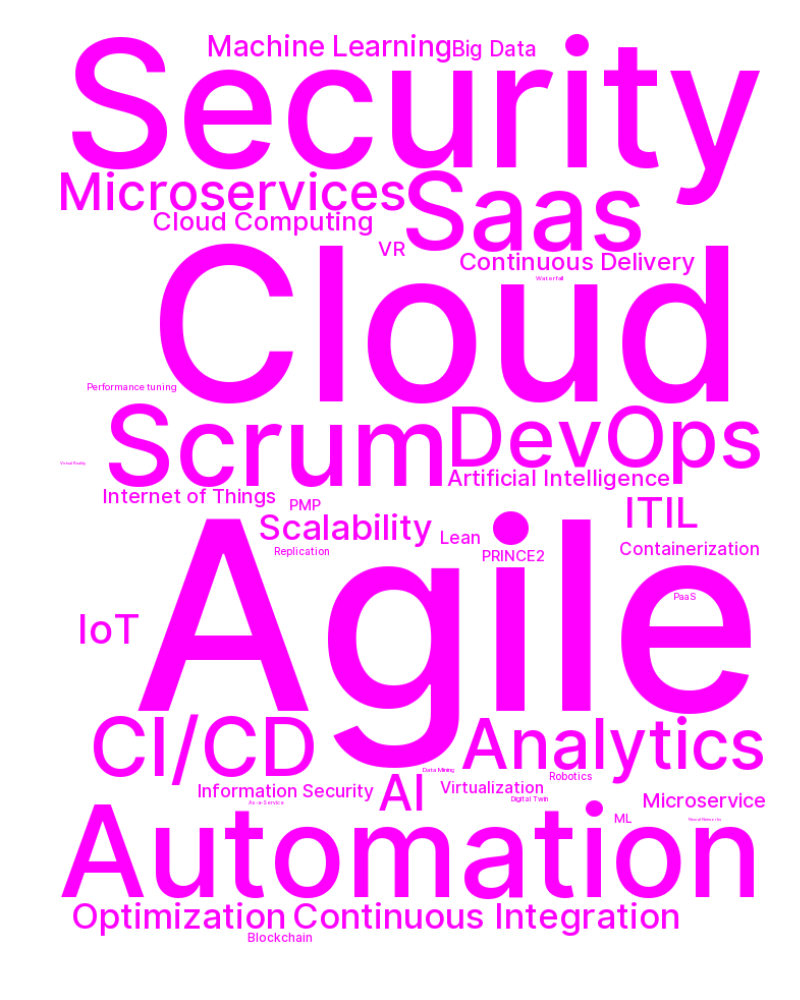 Machine Learning
Big Data
Security
Microservices
Saas
Cloud Computing
VR
Continuous Delivery
Waterfall
Cloud
Performance tuning
Scrum
DevOps
Virtual Reality
Artificial Intelligence
Internet of Things
PMP
ITIL
Scalability
Lean
Replication
PRINCE2
Containerization
Agile
PaaS
IoT
CI/CD
Analytics
Data Mining
AI
Robotics
Information Security
Virtualization
As-a-Service
Digital Twin
Microservice
Automation
ML
Optimization
Continuous Integration
Blockchain